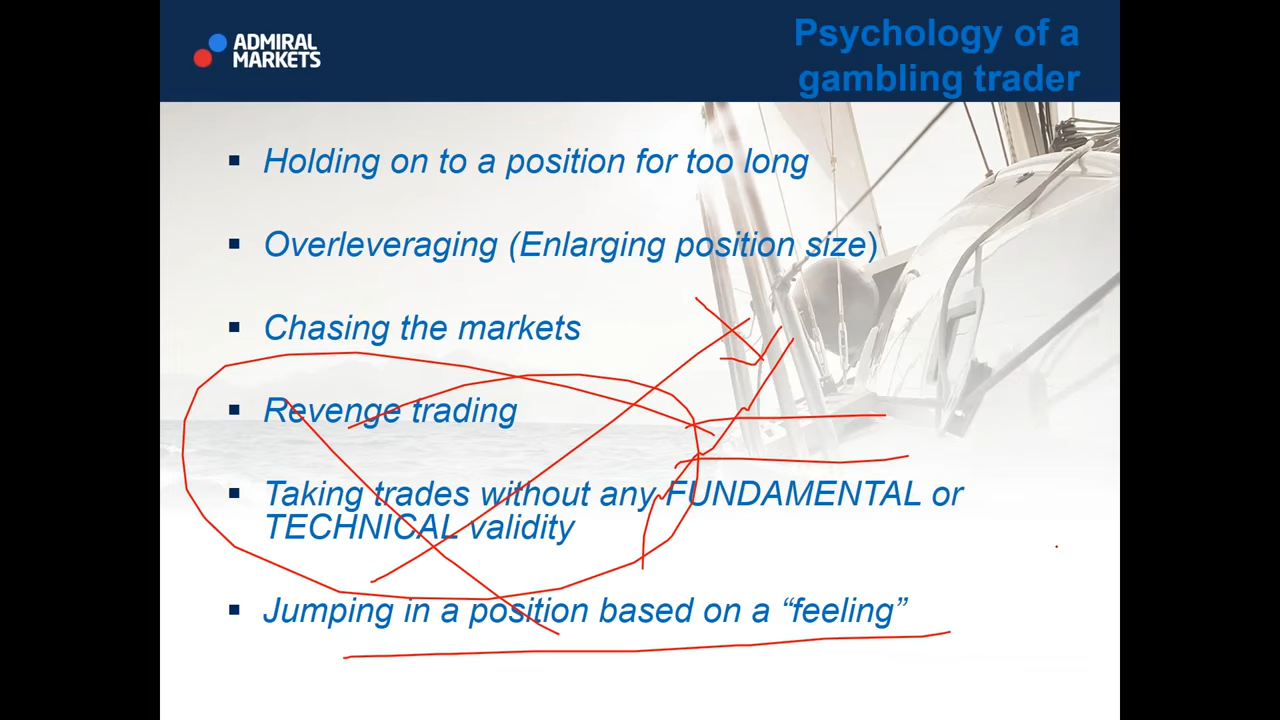 ADMIRAL
MARKETS
Psychology of a
gambling trader
▪ Holding on to a position for too long
▪ Overleveraging (Enlarging position size)
▪ Chasing the markets
▪ Revenge trading
▪ Taking trades without any FUNDAMENTAL or
TECHNICAL validity
▪ Jumping in a position based on a “feeling”